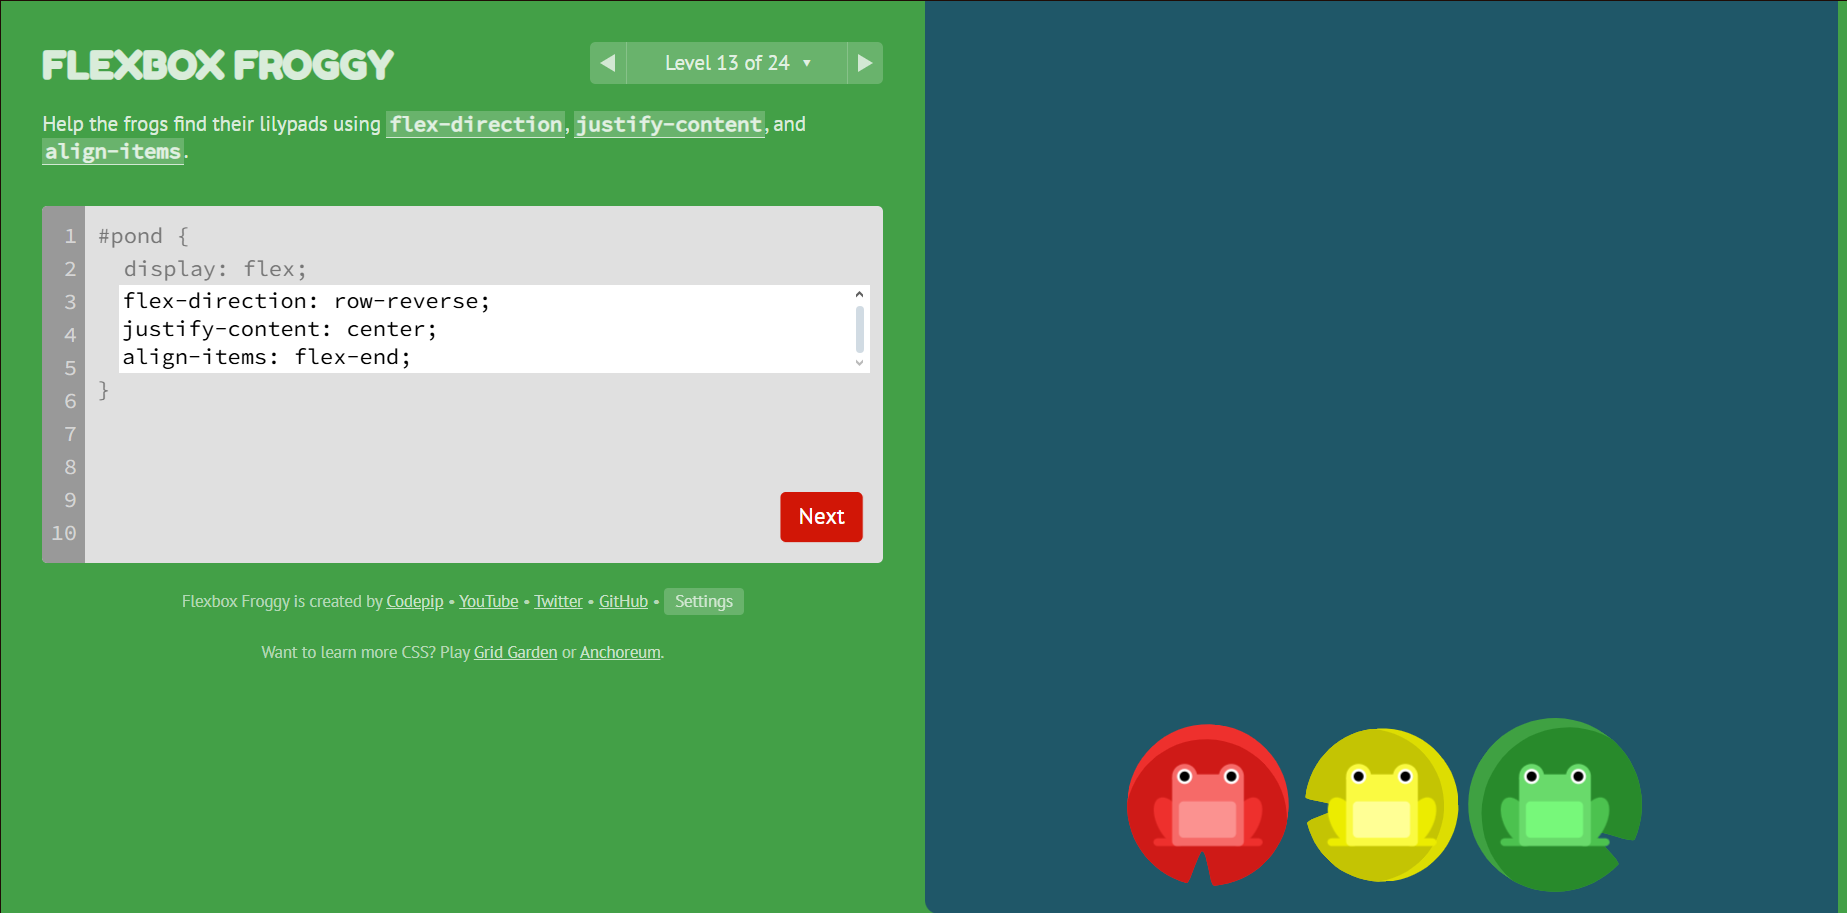 FLEXBOX FROGGY
Level 13 of 24 ▼
Help the frogs find their lilypads using flex-direction, justify-content, and
align-items.
1 #pond {
2 display: flex;
3 flex-direction: row-reverse;
4 justify-content: center;
5 align-items: flex-end;
6 }
7
8
9
10
Next
Flexbox Froggy is created by Codepip • YouTube • Twitter • GitHub • Settings
Want to learn more CSS? Play Grid Garden or Anchoreum.